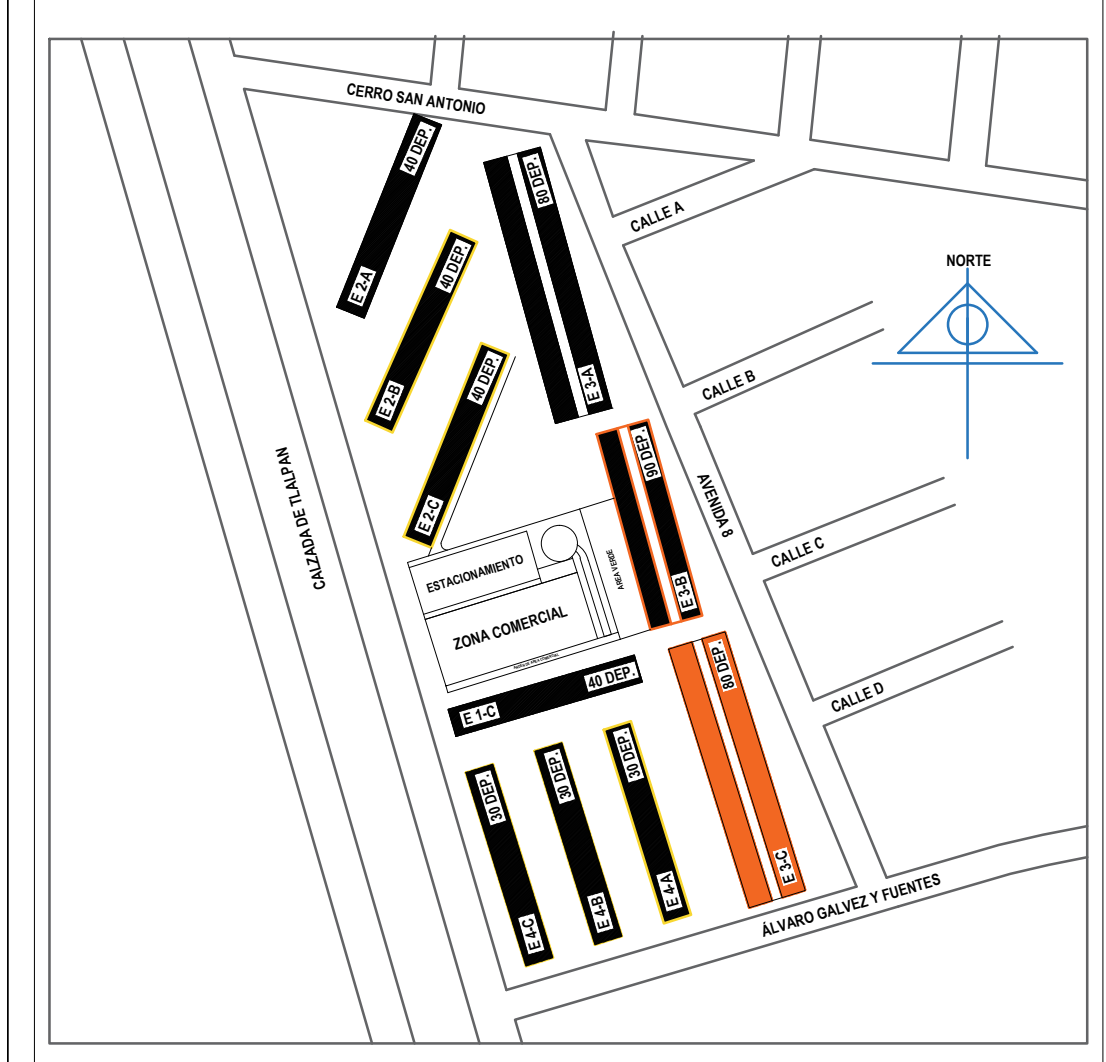 CERRO SAN ANTONIO
40 DEP.
E 2-A
80 DEP.
E 3-A
CALLE A
NORTE
40 DEP.
E 2-B
CALLE B
40 DEP.
E 2-C
90 DEP.
E 3-B
AVENIDA 8
CALZADA DE TLALPAN
CALLE C
ESTACIONAMIENTO
AREA VERDE
ZONA COMERCIAL
40 DEP.
E 1-C
80 DEP.
E 3-C
CALLE D
30 DEP.
E 4-C
30 DEP.
E 4-B
30 DEP.
E 4-A
ÁLVARO GALVEZ Y FUENTES